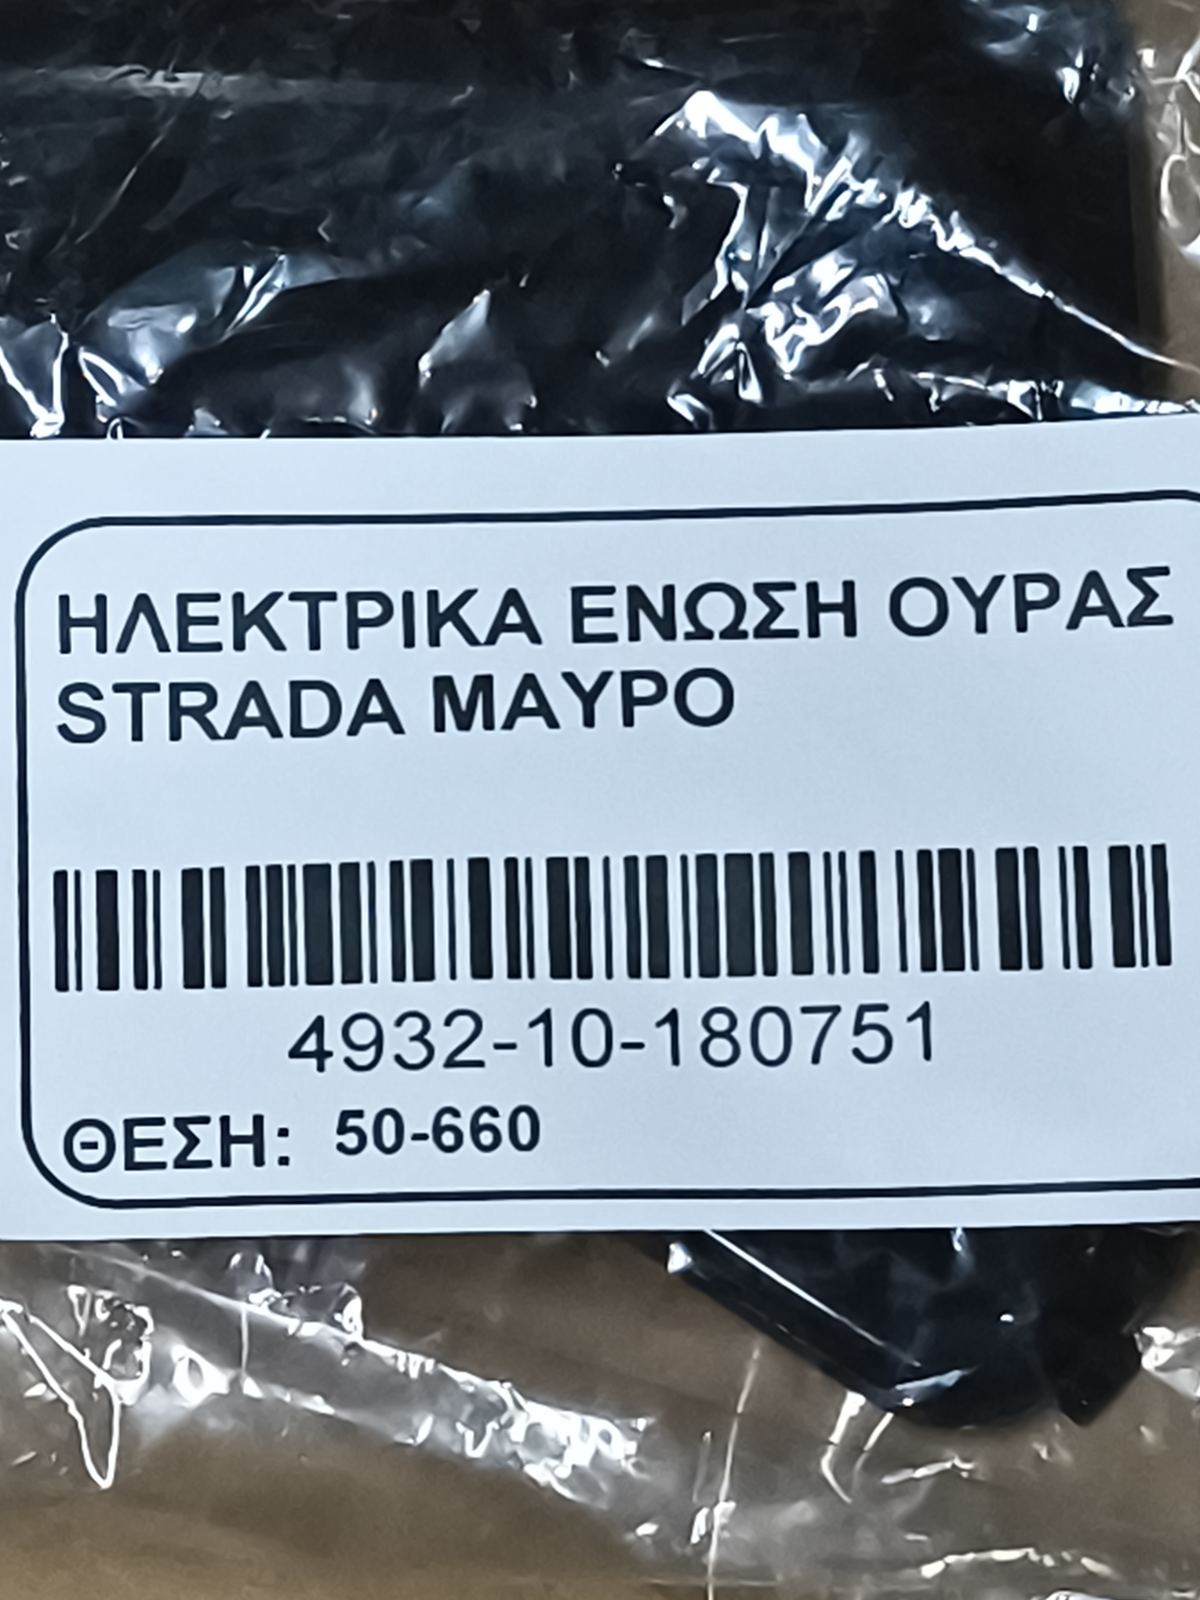 ΗΛΕΚΤΡΙΚΑ ΕΝΩΣΗ ΟΥΡΑΣ
STRADA ΜΑΥΡΟ
4932-10-180751
ΘΕΣΗ: 50-660